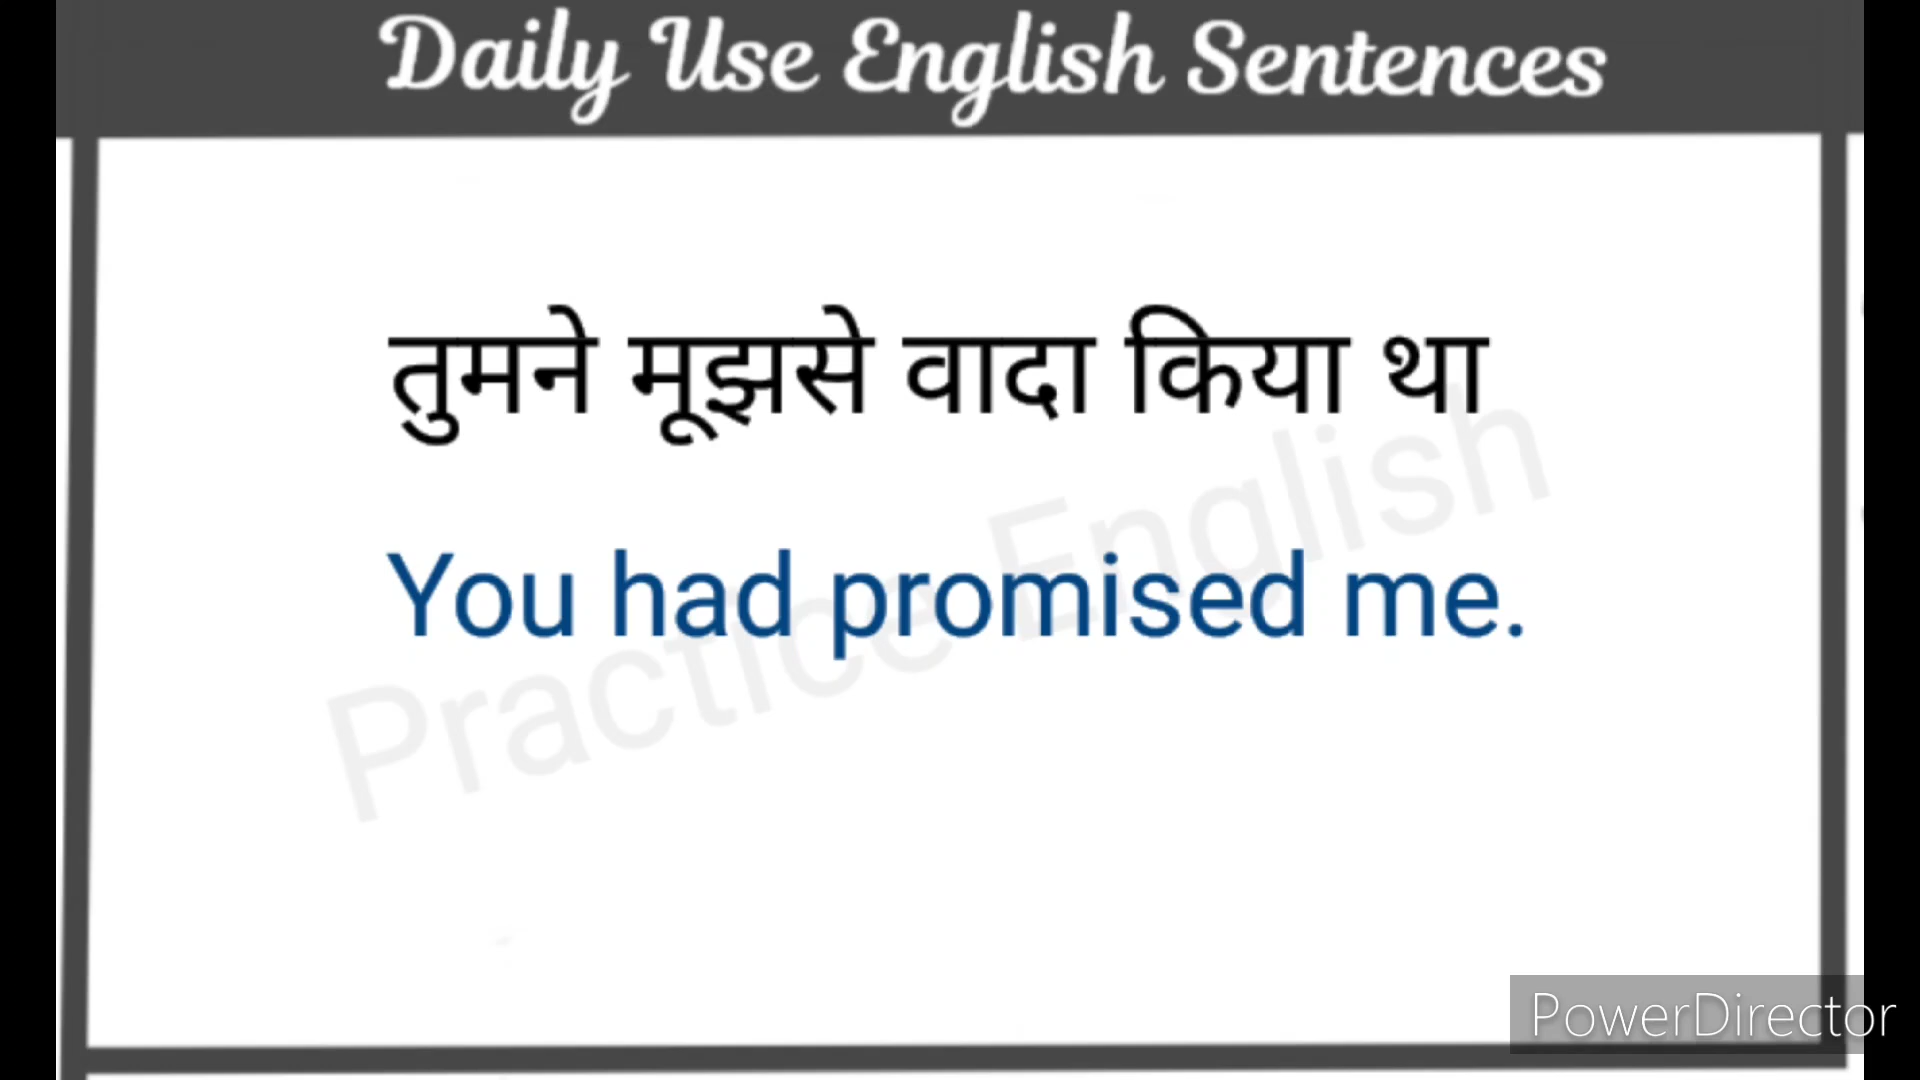 Daily Use English Sentences
तुमने मूझसे वादा किया था
You had promised me.
Practice English
PowerDirector